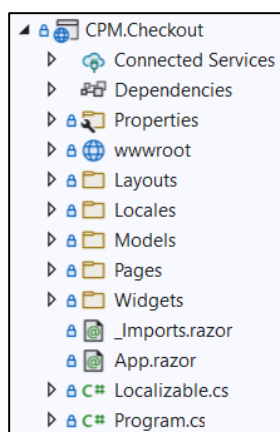 CPM.Checkout
Connected Services
Dependencies
Properties
wwwroot
Layouts
Locales
Models
Pages
Widgets
_Imports.razor
App.razor
C# Localizable.cs
C# Program.cs